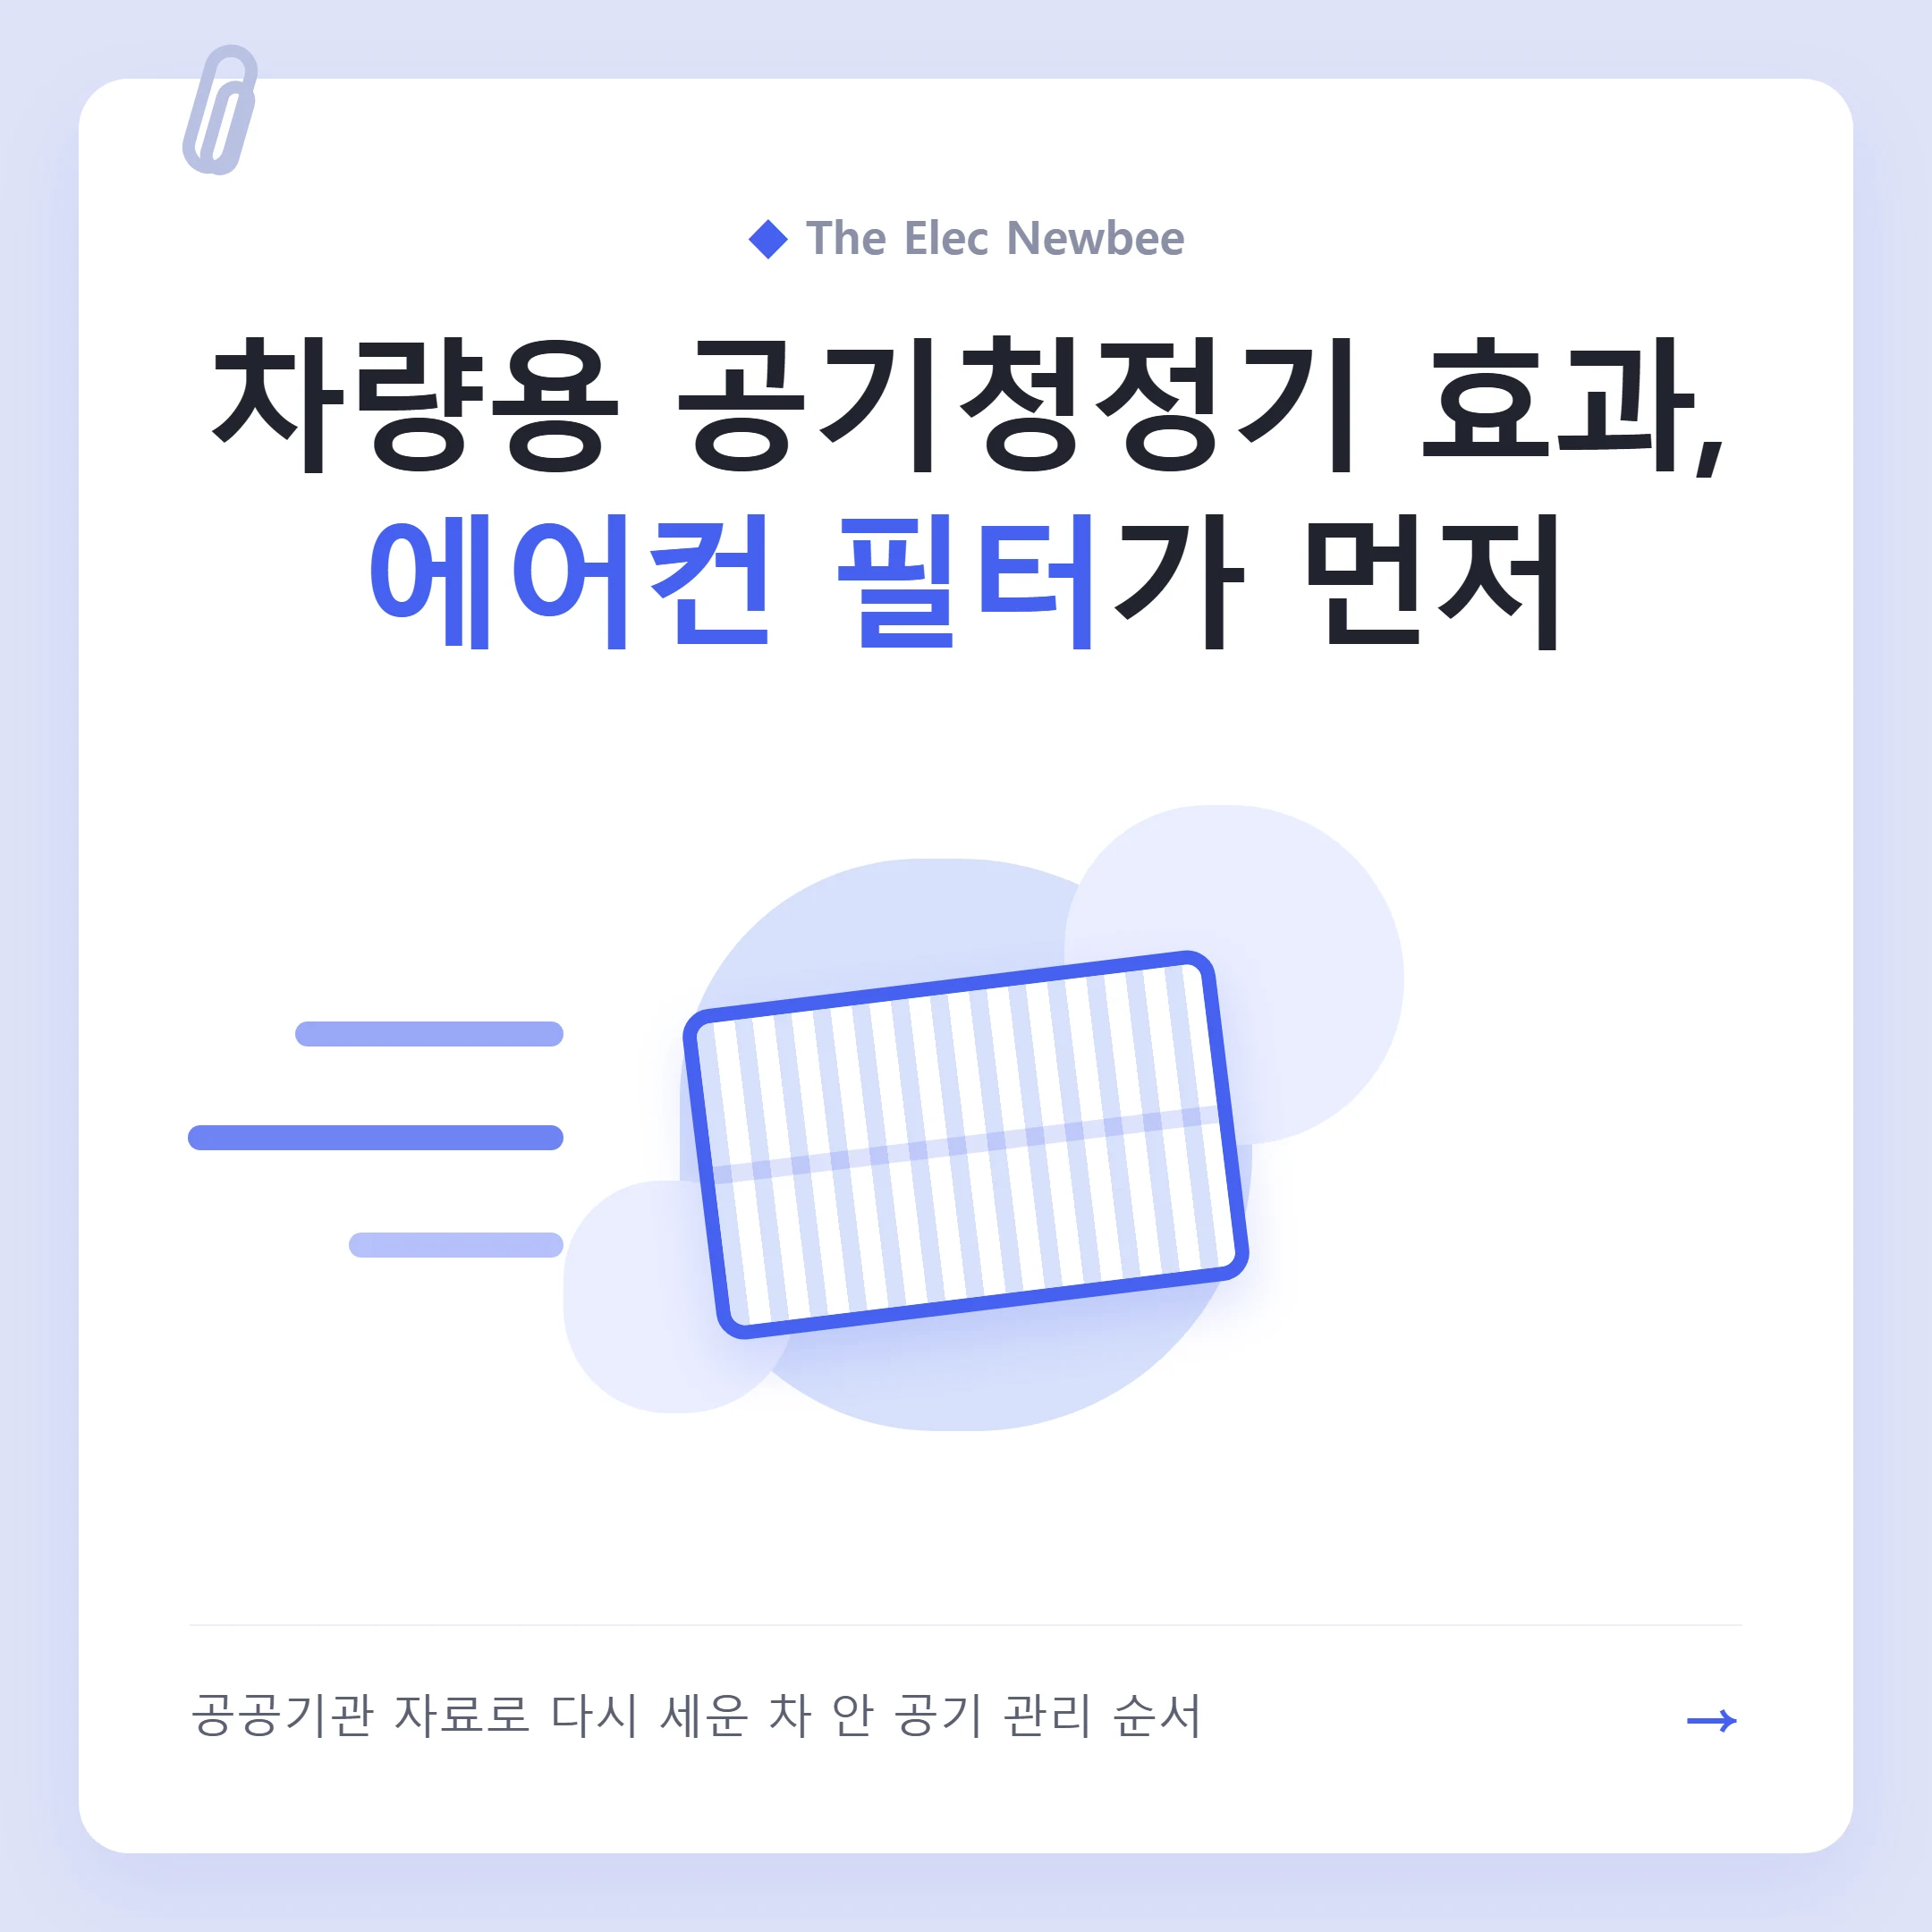 The Elec Newbee
차량용 공기청정기 효과,
에어컨 필터가 먼저
공공기관 자료로 다시 세운 차 안 공기 관리 순서